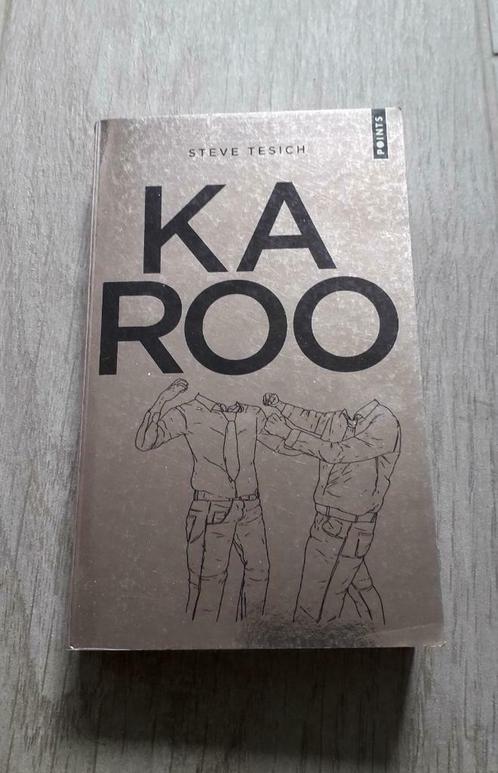 POINTS
STEVE TESICH
KA
ROO